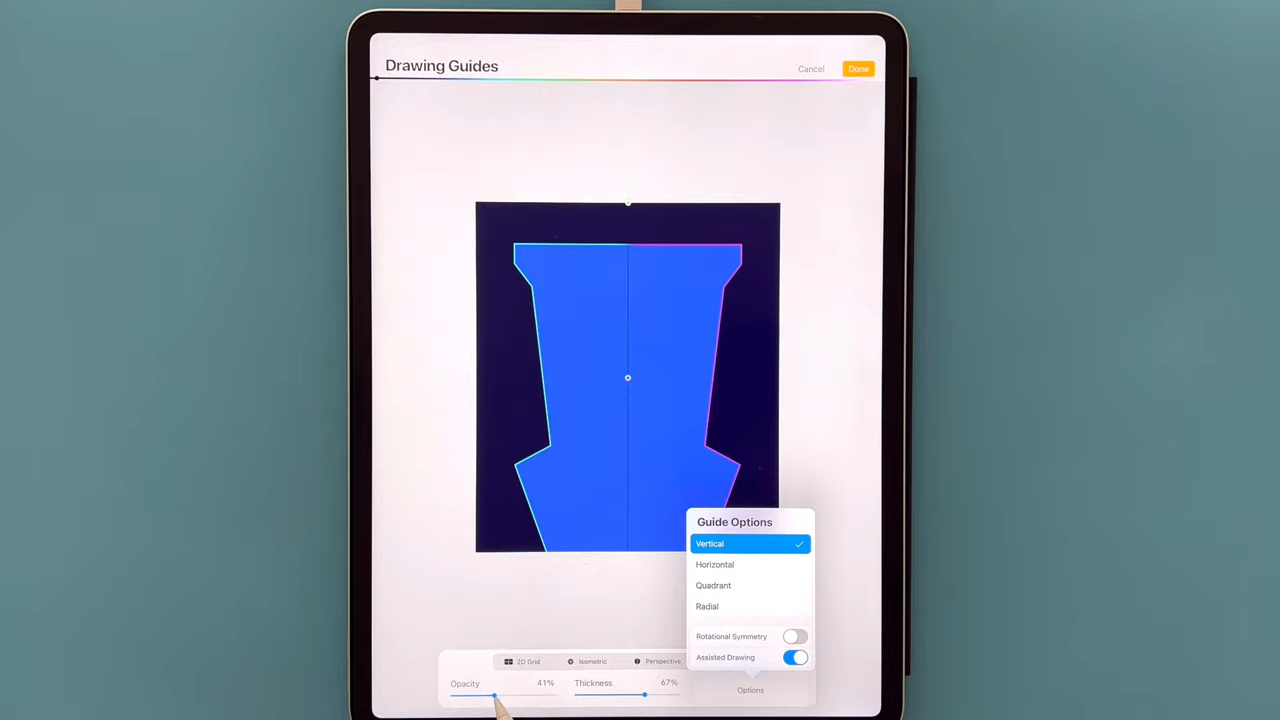 Drawing Guides
Cancel
Done
Guide Options
Vertical
Horizontal
Quadrant
Radial
Rotational Symmetry
Assisted Drawing
2D Grid
Isometric
Perspective
Opacity
41%
Thickness
67%
Options